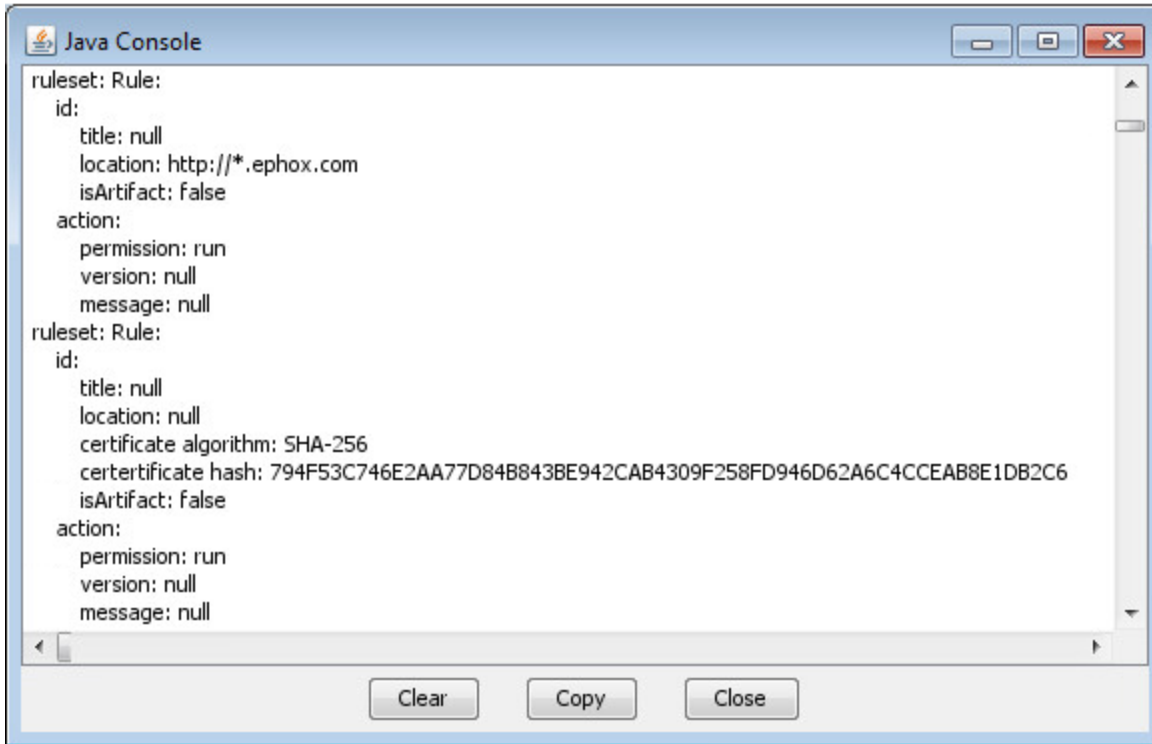 Java Console
ruleset: Rule:
id:
title: null
location: http://*.ephox.com
isArtifact: false
action:
permission: run
version: null
message: null
ruleset: Rule:
id:
title: null
location: null
certificate algorithm: SHA-256
certertificate hash: 794F53C746E2AA77D84B843BE942CAB4309F258FD946D62A6C4CCEAB8E1DB2C6
isArtifact: false
action:
permission: run
version: null
message: null
Clear Copy Close